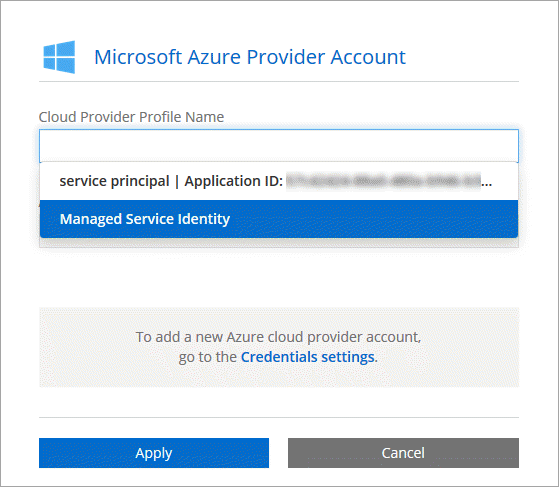 Microsoft Azure Provider Account
Cloud Provider Profile Name
service principal | Application ID: ...
Managed Service Identity
To add a new Azure cloud provider account,
go to the Credentials settings.
Apply
Cancel